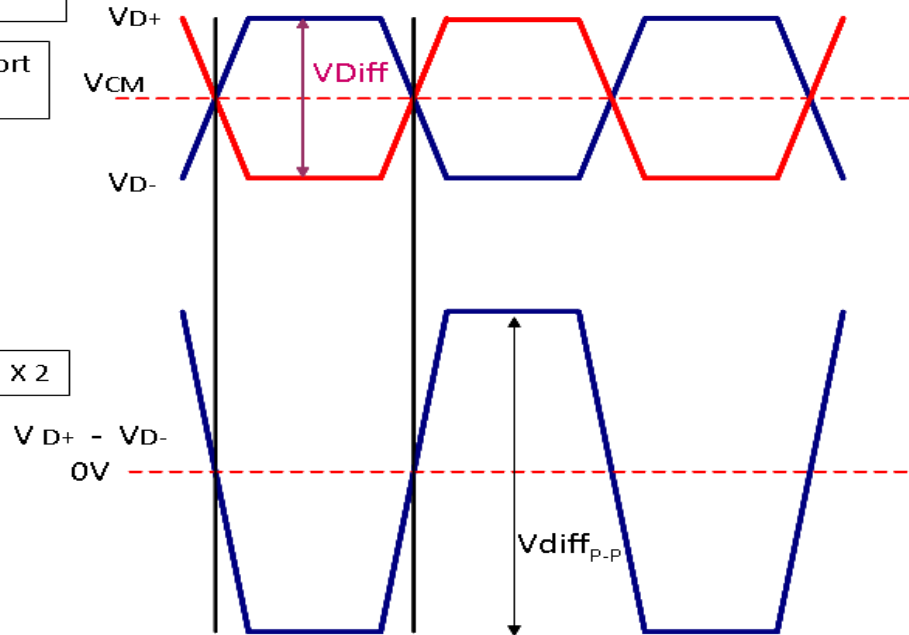 VD+
ort
VCM
VDiff
VD-
X 2
V D+ - VD-
0V
VdiffP-P